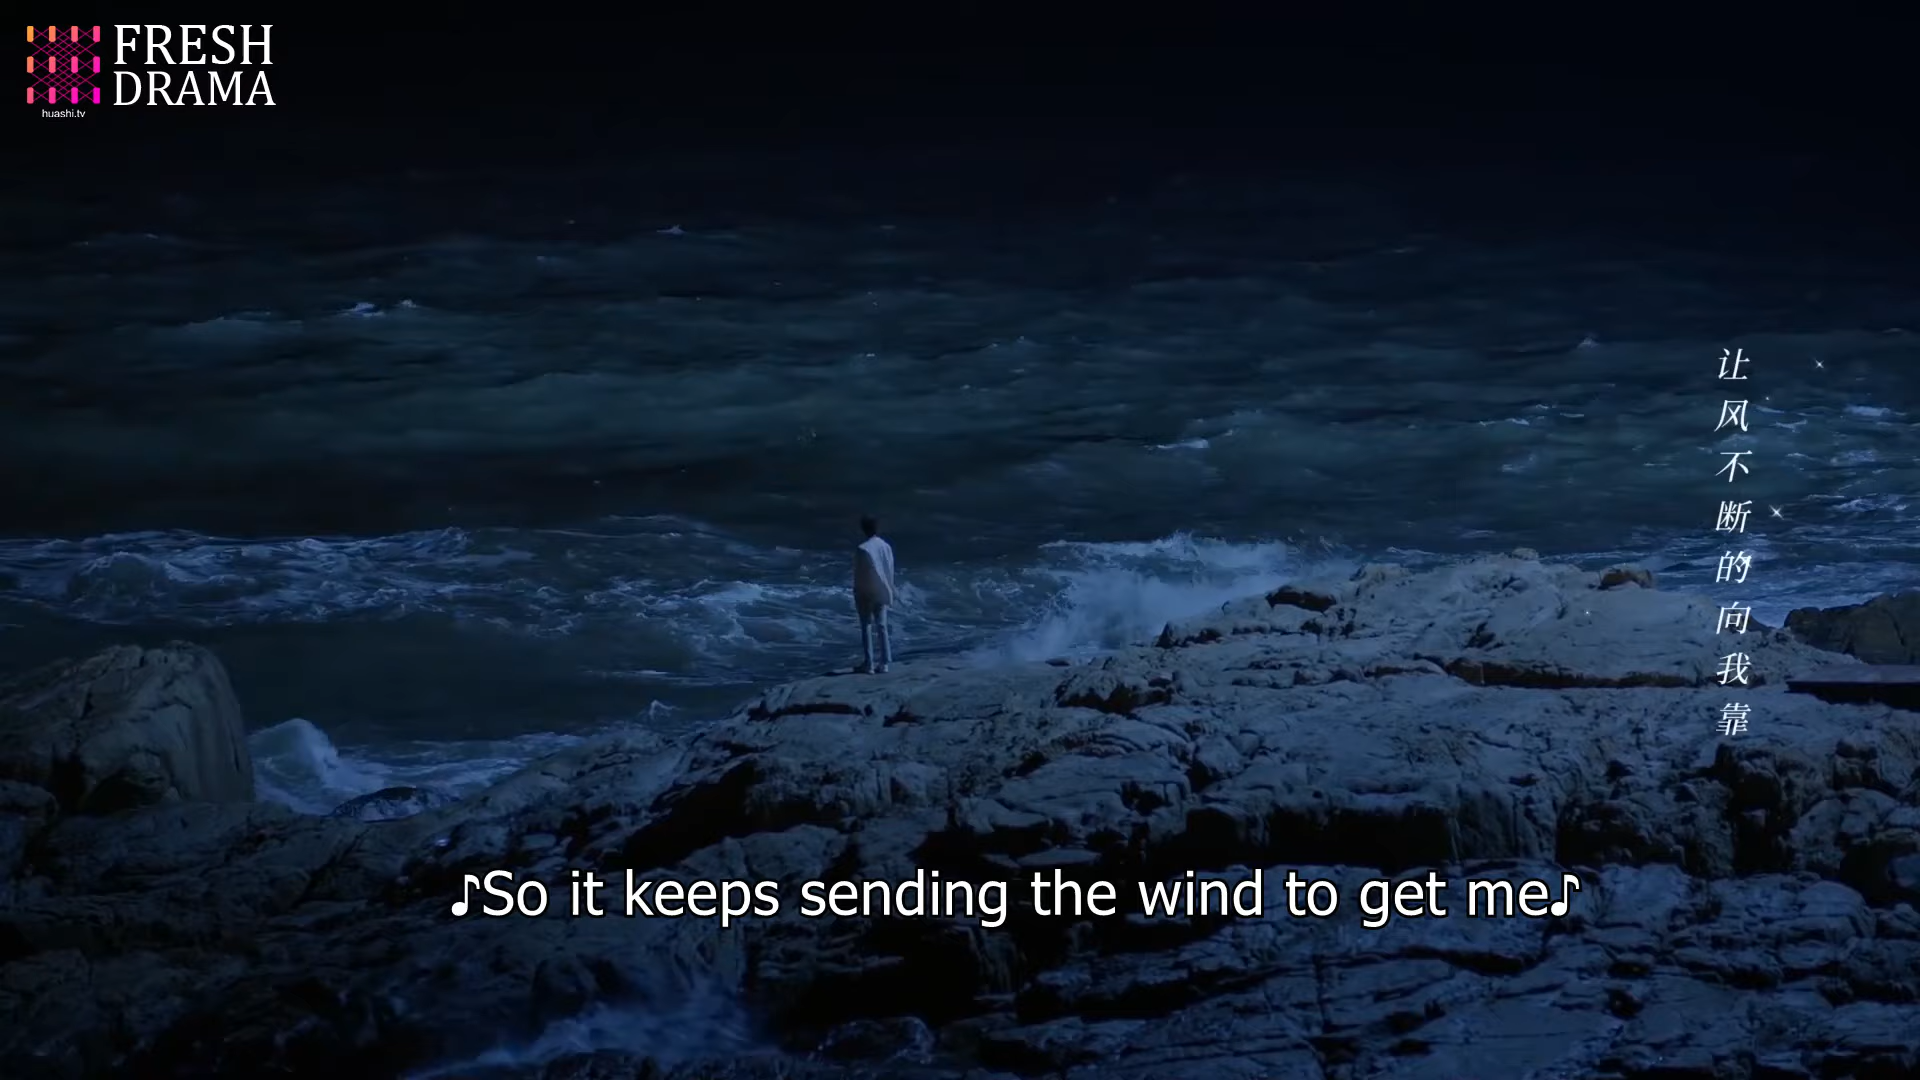 FRESH
DRAMA
huashi.tv
让风不断的向我靠
♪So it keeps sending the wind to get me♪